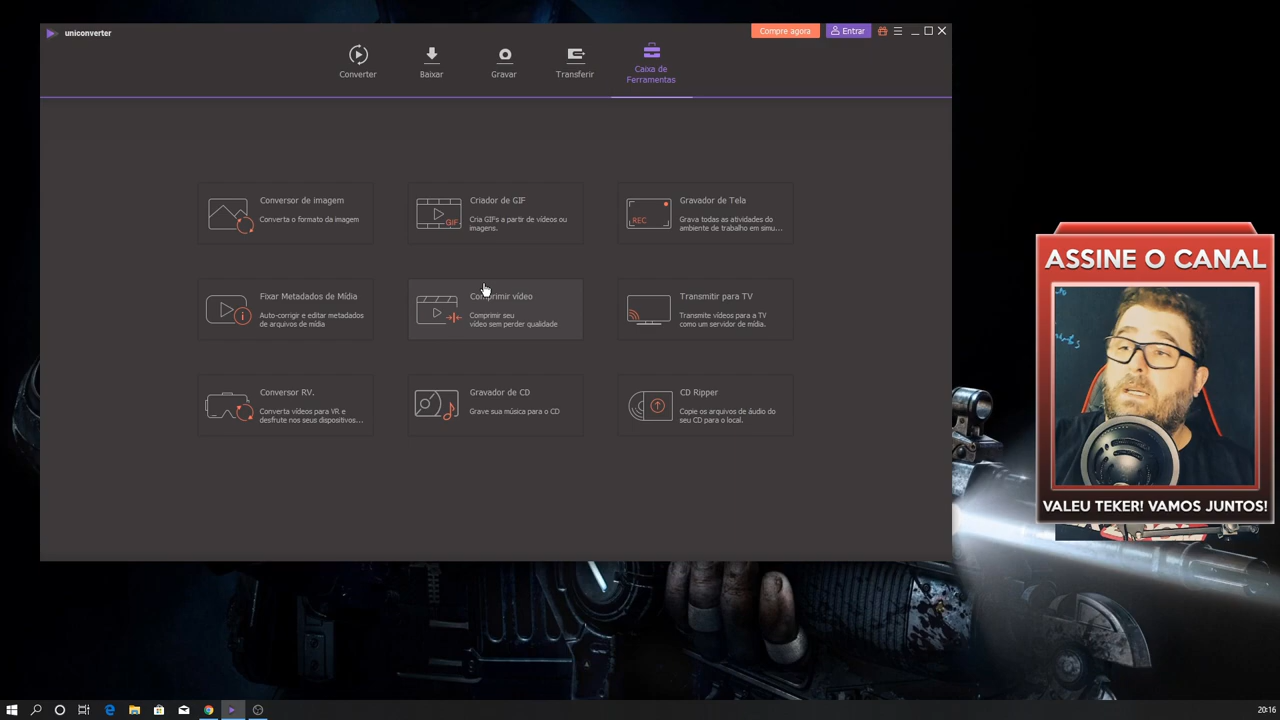 uniconverter
Compre agora
Entrar
Converter
Baixar
Gravar
Transferir
Caixa de
Ferramentas
Conversor de imagem
Converta o formato da imagem
Criador de GIF
Cria GIFs a partir de vídeos ou
imagens.
GIF
Gravador de Tela
Grava todas as atividades do
ambiente de trabalho em simu...
REC
Fixar Metadados de Mídia
Auto-corrigir e editar metadados
de arquivos de mídia
Comprimir vídeo
Comprimir seu
vídeo sem perder qualidade
Transmitir para TV
Transmite vídeos para a TV
como um servidor de mídia.
Conversor RV.
Converta vídeos para VR e
desfrute nos seus dispositivos...
Gravador de CD
Grave sua música para o CD
CD Ripper
Copie os arquivos de áudio do
seu CD para o local.
ASSINE O CANAL
VALEU TEKER! VAMOS JUNTOS!
20:16